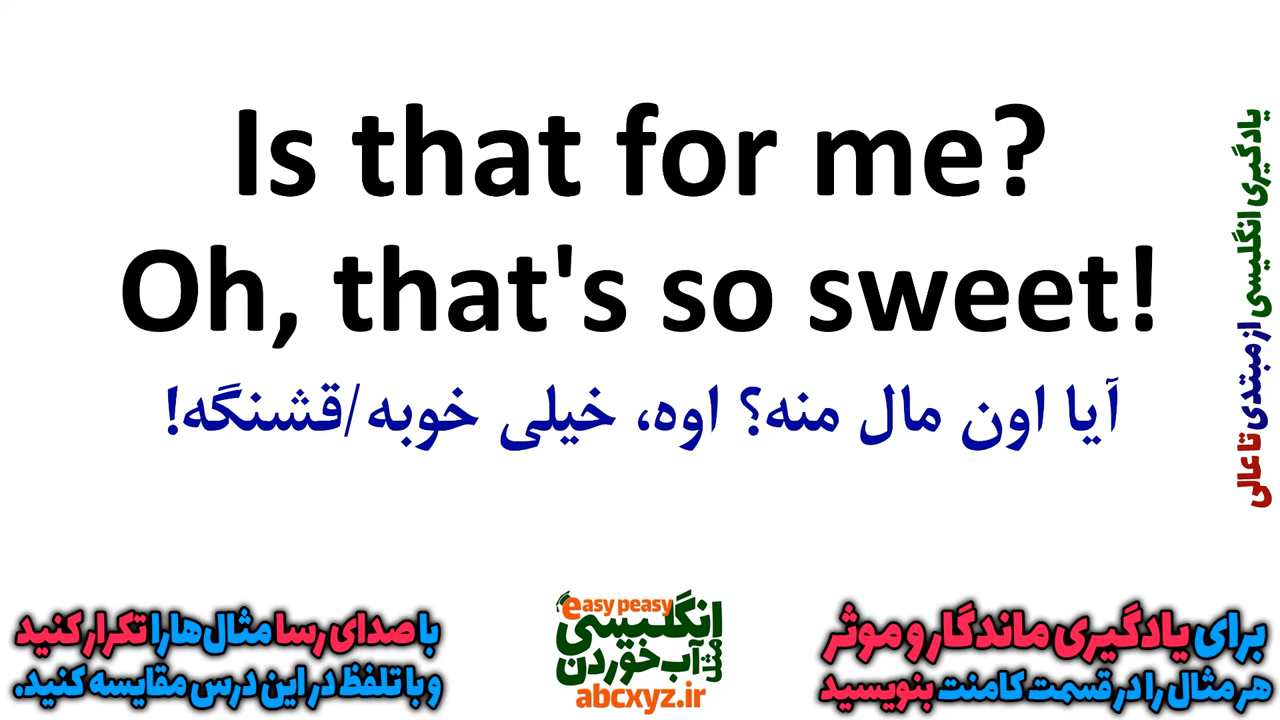 Is that for me?
Oh, that's so sweet!
آیا اون مال منه؟ اوه، خیلی خوبه/قشنگه!
یادگیری انگلیسی از مبتدی تا عالی
برای یادگیری ماندگار و موثر
هر مثال را در قسمت کامنت بنویسید
easy peasy
انگلیسی
مثل
آب خوردن
abcxyz.ir
با صدای رسا مثال‌ها را تکرار کنید
و با تلفظ در این درس مقایسه کنید.